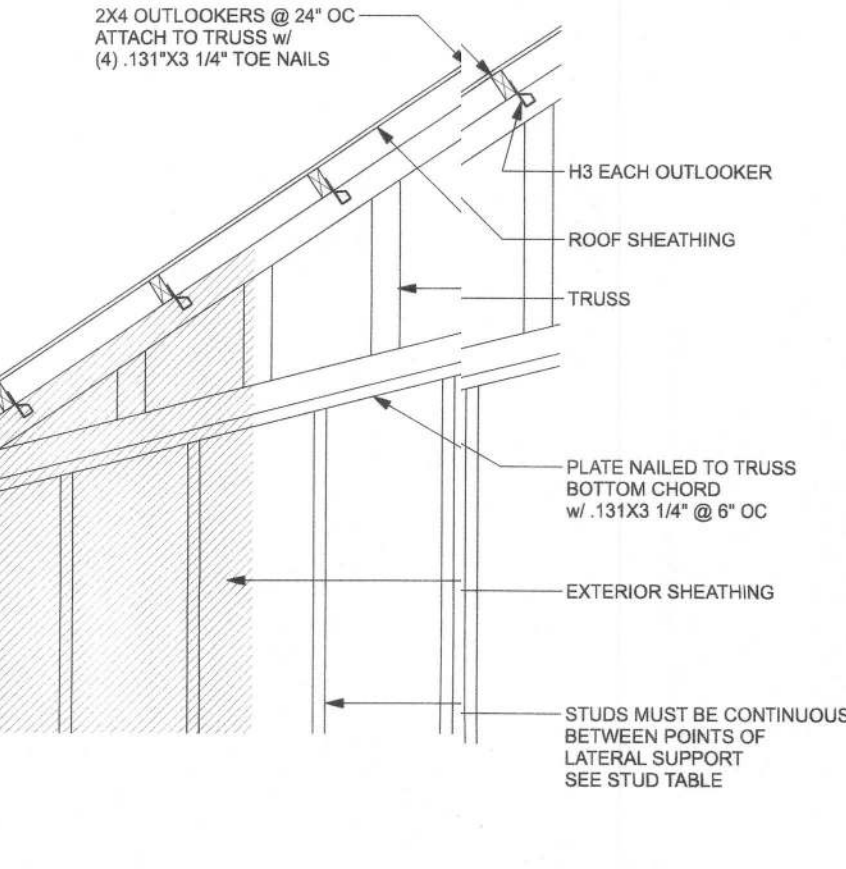 2X4 OUTLOOKERS @ 24" OC
ATTACH TO TRUSS w/
(4) .131"X3 1/4" TOE NAILS
H3 EACH OUTLOOKER
ROOF SHEATHING
TRUSS
PLATE NAILED TO TRUSS
BOTTOM CHORD
w/ .131X3 1/4" @ 6" OC
EXTERIOR SHEATHING
STUDS MUST BE CONTINUOUS
BETWEEN POINTS OF
LATERAL SUPPORT
SEE STUD TABLE